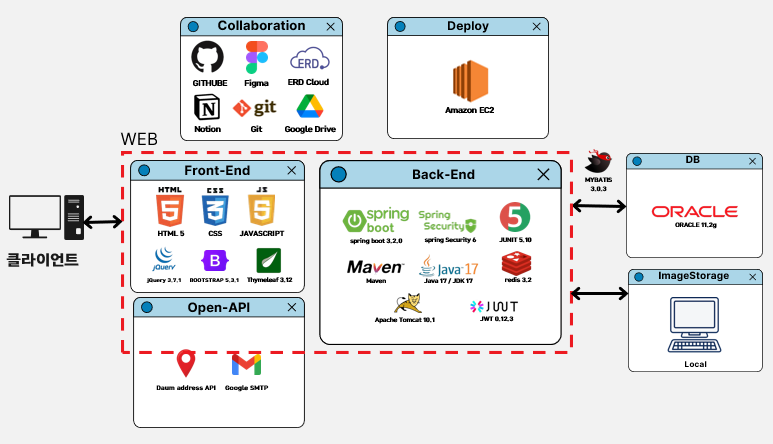 Collaboration
GITHUBE
Figma
ERD
ERD Cloud
Notion
git
Git
Google Drive
Deploy
Amazon EC2
WEB
Front-End
HTML
HTML 5
CSS
CSS
JS
JAVASCRIPT
jQuery
jQuery 3,7,1
B
BOOTSTRAP 5,3,1
Thymeleaf 3,12
Back-End
spring
boot
spring boot 3,2,0
Spring
Security
spring Security 6
JUNIT 5,10
Maven
Maven
Java 17
Java 17 / JDK 17
redis 3,2
Apache Tomcat 10,1
JWT
JWT 0,12,3
MYBATIS
3,0,3
DB
ORACLE
ORACLE 11,2g
클라이언트
Open-API
Daum address API
Google SMTP
ImageStorage
Local